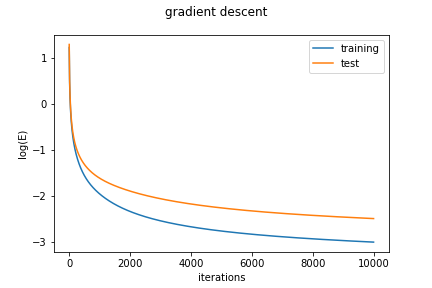 gradient descent
training
test
1
0
−1
−2
−3
log(E)
0 2000 4000 6000 8000 10000
iterations